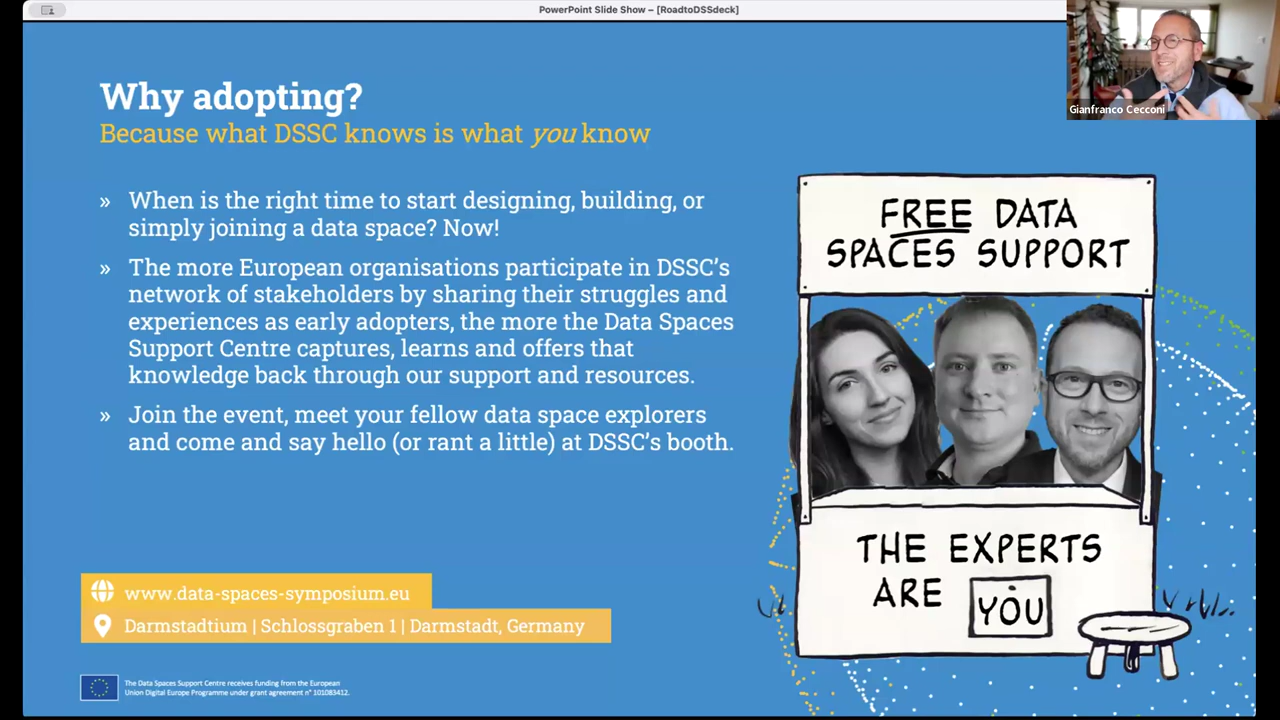 PowerPoint Slide Show – [RoadtoDSSdeck]
Gianfranco Cecconi
Why adopting?
Because what DSSC knows is what you know
» When is the right time to start designing, building, or
simply joining a data space? Now!
» The more European organisations participate in DSSC's
network of stakeholders by sharing their struggles and
experiences as early adopters, the more the Data Spaces
Support Centre captures, learns and offers that
knowledge back through our support and resources.
» Join the event, meet your fellow data space explorers
and come and say hello (or rant a little) at DSSC's booth.
FREE DATA
SPACES SUPPORT
THE EXPERTS
ARE YOU
www.data-spaces-symposium.eu
Darmstadtium | Schlossgraben 1 | Darmstadt, Germany
The Data Spaces Support Centre receives funding from the European
Union Digital Europe Programme under grant agreement n° 101083412.